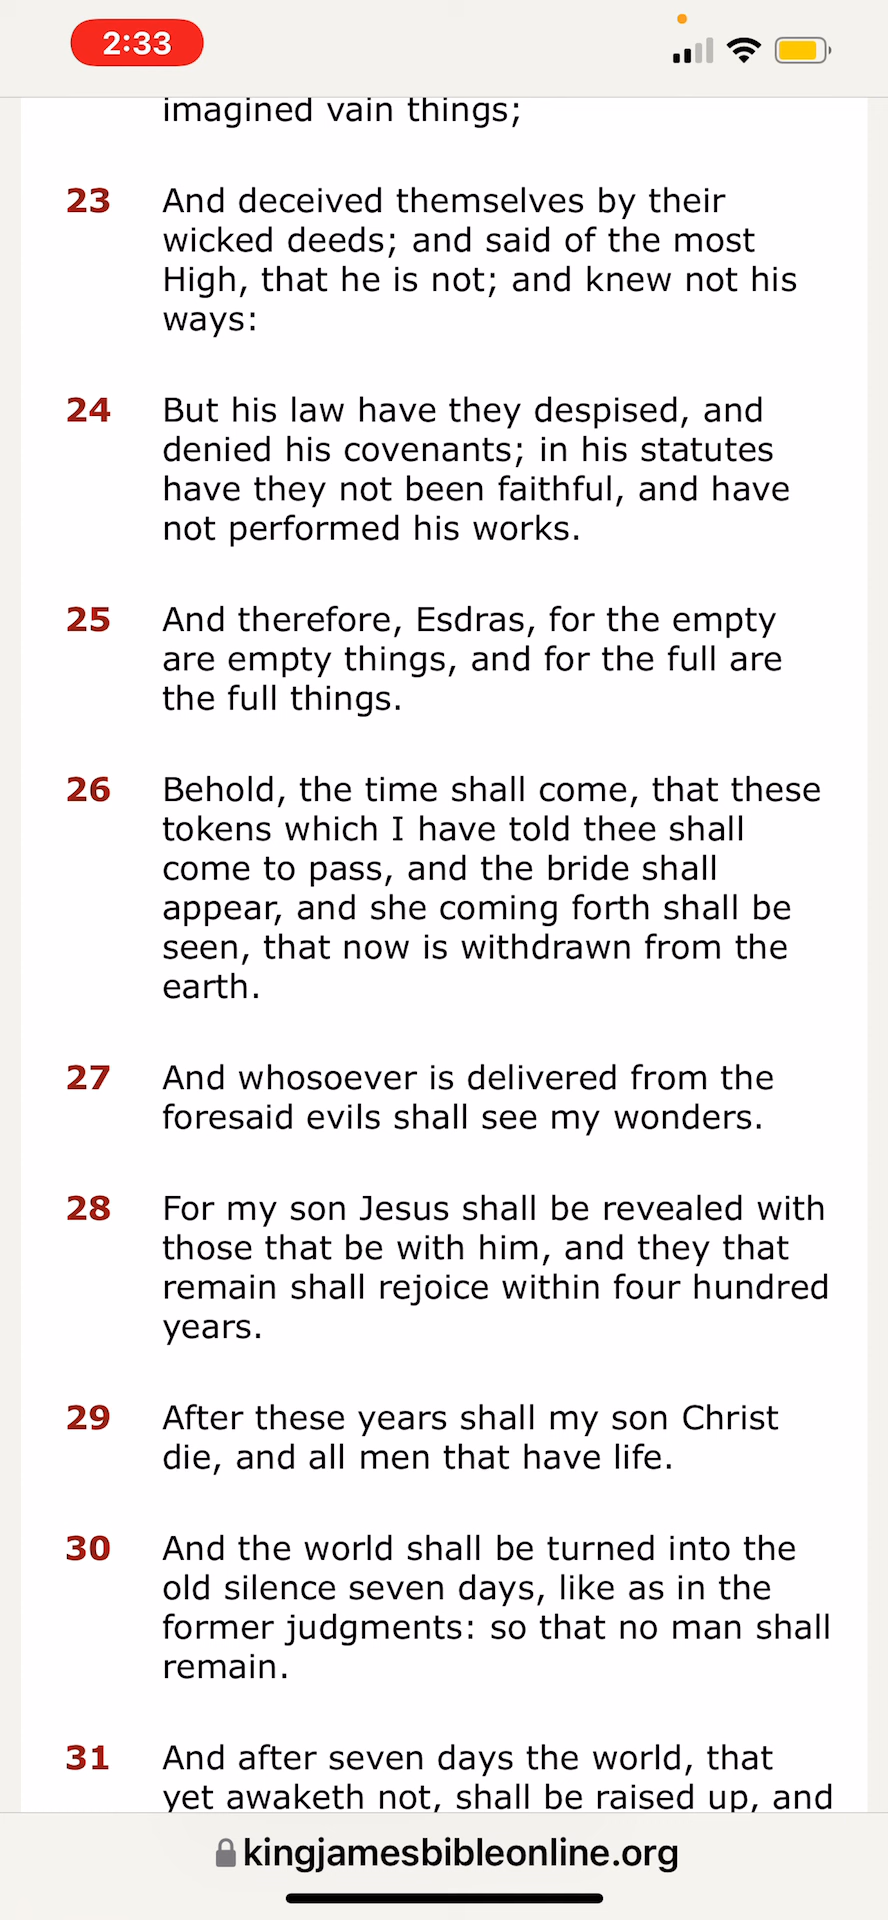 2:33
imagined vain things;
23 And deceived themselves by their
wicked deeds; and said of the most
High, that he is not; and knew not his
ways:
24 But his law have they despised, and
denied his covenants; in his statutes
have they not been faithful, and have
not performed his works.
25 And therefore, Esdras, for the empty
are empty things, and for the full are
the full things.
26 Behold, the time shall come, that these
tokens which I have told thee shall
come to pass, and the bride shall
appear, and she coming forth shall be
seen, that now is withdrawn from the
earth.
27 And whosoever is delivered from the
foresaid evils shall see my wonders.
28 For my son Jesus shall be revealed with
those that be with him, and they that
remain shall rejoice within four hundred
years.
29 After these years shall my son Christ
die, and all men that have life.
30 And the world shall be turned into the
old silence seven days, like as in the
former judgments: so that no man shall
remain.
31 And after seven days the world, that
yet awaketh not, shall be raised up, and
kingjamesbibleonline.org